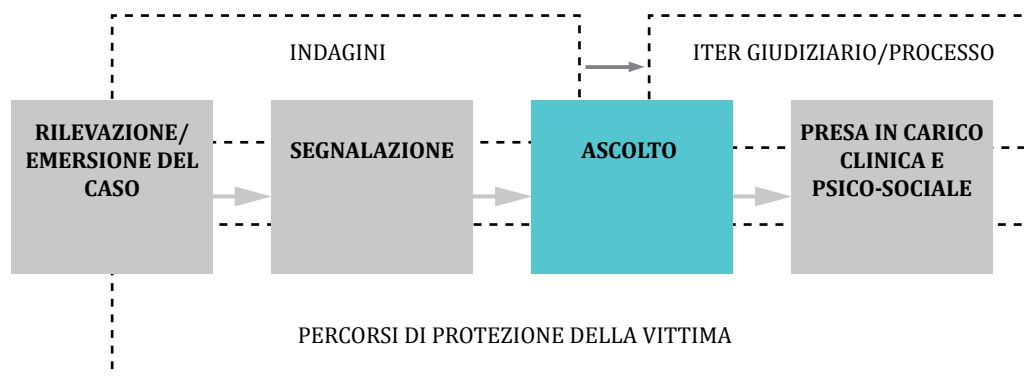 INDAGINI
ITER GIUDIZIARIO/PROCESSO
RILEVAZIONE/
EMERSIONE DEL
CASO
SEGNALAZIONE
ASCOLTO
PRESA IN CARICO
CLINICA E
PSICO-SOCIALE
PERCORSI DI PROTEZIONE DELLA VITTIMA